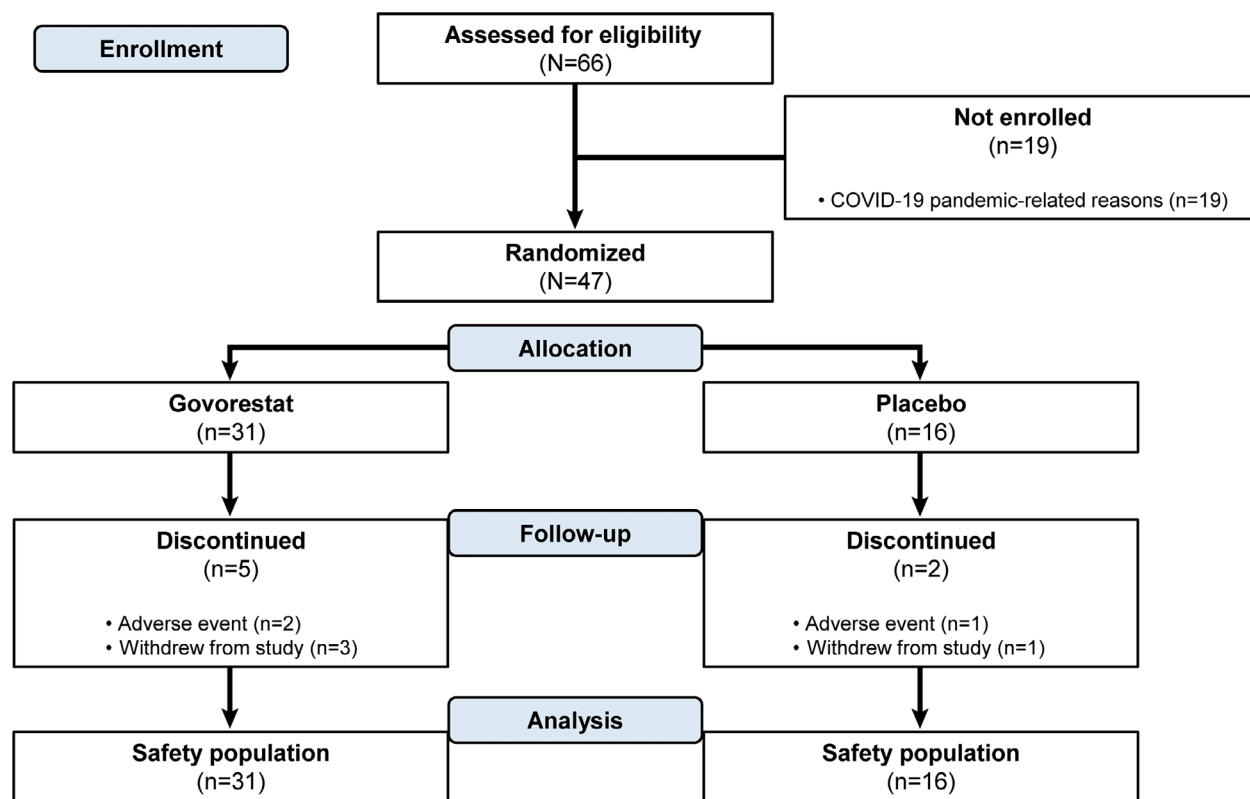 Enrollment
Assessed for eligibility
(N=66)
Not enrolled
(n=19)
• COVID-19 pandemic-related reasons (n=19)
Randomized
(N=47)
Allocation
Govorestat
(n=31)
Placebo
(n=16)
Follow-up
Discontinued
(n=5)
• Adverse event (n=2)
• Withdrew from study (n=3)
Discontinued
(n=2)
• Adverse event (n=1)
• Withdrew from study (n=1)
Analysis
Safety population
(n=31)
Safety population
(n=16)